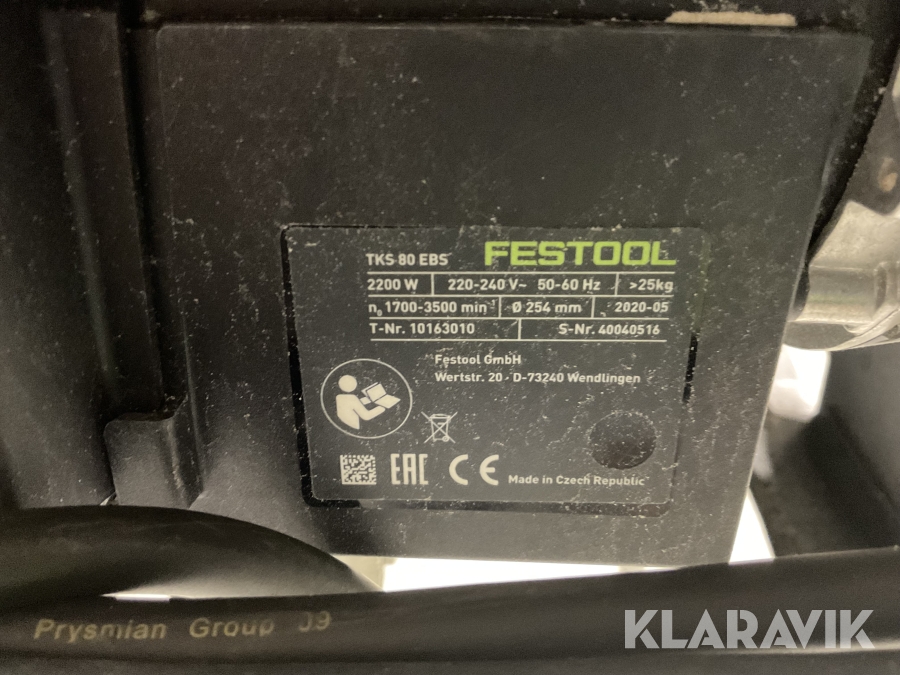 TKS 80 EBS FESTOOL
2200 W 220-240 V~ 50-60 Hz >25kg
n₀ 1700-3500 min⁻¹ Ø 254 mm 2020-05
T-Nr. 10163010 S-Nr. 40040516
Festool GmbH
Wertstr. 20 · D-73240 Wendlingen
EAC CE Made in Czech Republic
Prysmian Group 09
KLARAVIK